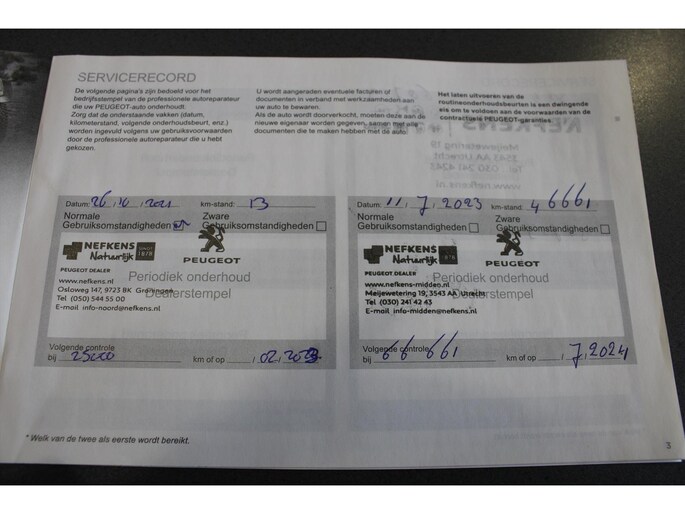 SERVICERECORD
De volgende pagina's zijn bedoeld voor het
bedrijfsstempel van de professionele autoreparateur
die uw PEUGEOT-auto onderhoudt.
Zorg dat de onderstaande vakken (datum,
kilometerstand, volgende onderhoudsbeurt, enz.)
worden ingevuld volgens uw gebruiksvoorwaarden
door de professionele autoreparateur die u hebt
gekozen.
U wordt aangeraden eventuele facturen of
documenten in verband met werkzaamheden aan
uw auto te bewaren.
Als de auto wordt doorverkocht, moeten deze aan de
nieuwe eigenaar worden gegeven, samen met alle
documenten die te maken hebben met de auto.
Het laten uitvoeren van de
routineonderhoudsbeurten is een dwingende
eis om te voldoen aan de voorwaarden van de
contractuele PEUGEOT-garanties.
Datum: 26, 10, 2021 km-stand: 13
Normale
Gebruiksomstandigheden
Zware
Gebruiksomstandigheden
NEFKENS
Natuurlijk
SINDS
1878
PEUGEOT
PEUGEOT DEALER
Periodiek onderhoud
www.nefkens.nl
Osloweg 147, 9723 BK Groningen
Dealerstempel
Tel (050) 544 55 00
E-mail info-noord@nefkens.nl
Volgende controle
bij 25000 km of op / 02, 2023
Datum: 11, 7, 2023 km-stand: 46661
Normale
Gebruiksomstandigheden
Zware
Gebruiksomstandigheden
NEFKENS
Natuurlijk
SINDS
1878
PEUGEOT
PEUGEOT DEALER
Periodiek onderhoud
www.nefkens-midden.nl
Meijewetering 19, 3543 AA Utrecht
Dealerstempel
Tel (030) 241 42 43
E-mail info-midden@nefkens.nl
Volgende controle
bij 66 661 km of op / 7, 2024
* Welk van de twee als eerste wordt bereikt.
3